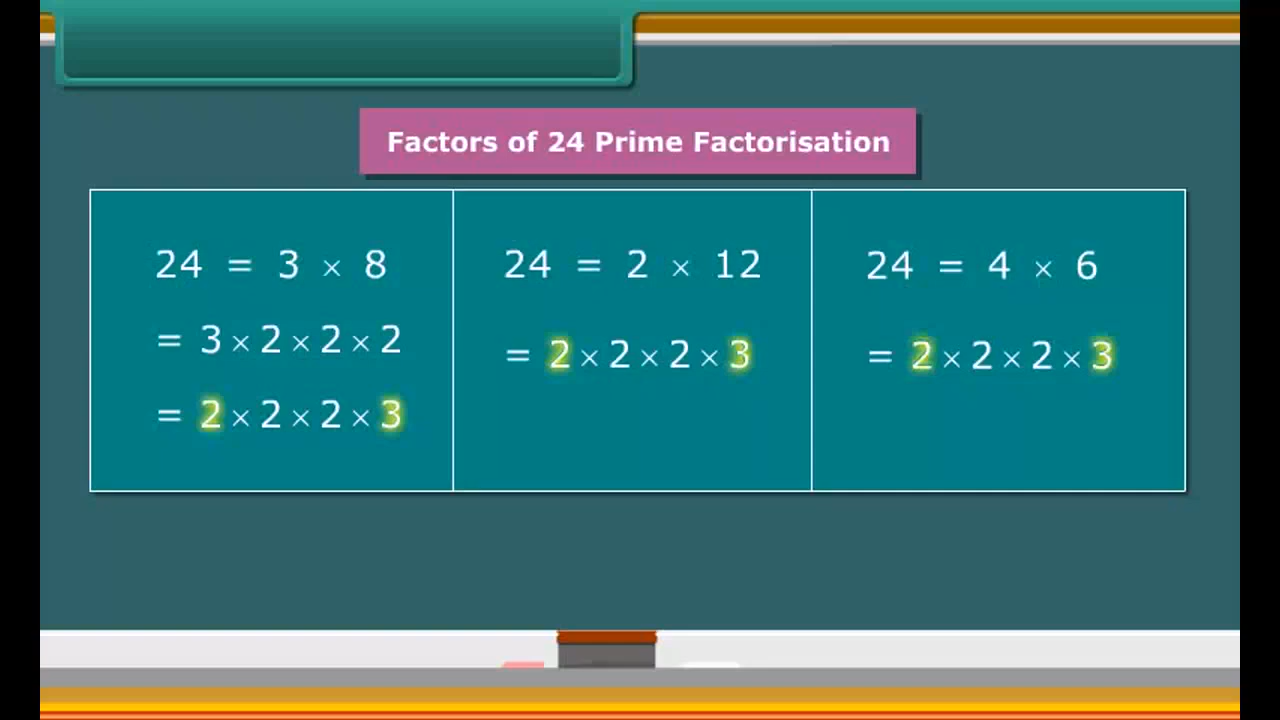 Factors of 24 Prime Factorisation
24 = 3 × 8
= 3 × 2 × 2 × 2
= 2 × 2 × 2 × 3
24 = 2 × 12
= 2 × 2 × 2 × 3
24 = 4 × 6
= 2 × 2 × 2 × 3